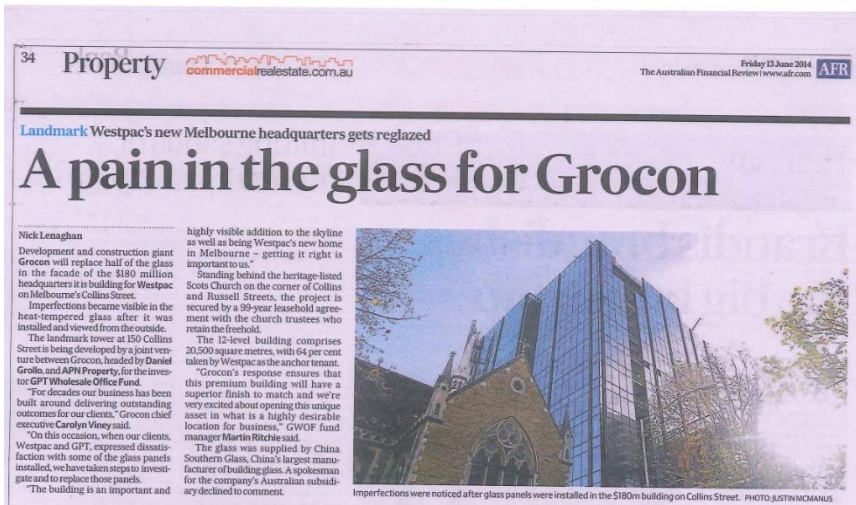 34
Property
commercialrealestate.com.au
Friday 13 June 2014
The Australian Financial Review | www.afr.com
AFR
Landmark Westpac's new Melbourne headquarters gets reglazed
A pain in the glass for Grocon
Nick Lenaghan
Development and construction giant
Grocon will replace half of the glass
in the facade of the $180 million
headquarters it is building for Westpac
on Melbourne's Collins Street.
Imperfections became visible in the
heat-tempered glass after it was
installed and viewed from the outside.
The landmark tower at 150 Collins
Street is being developed by a joint ven-
ture between Grocon, headed by Daniel
Grollo, and APN Property, for the inves-
tor GPT Wholesale Office Fund.
"For decades our business has been
built around delivering outstanding
outcomes for our clients," Grocon chief
executive Carolyn Viney said.
"On this occasion, when our clients,
Westpac and GPT, expressed dissatis-
faction with some of the glass panels
installed, we have taken steps to investi-
gate and to replace those panels.
"The building is an important and
highly visible addition to the skyline
as well as being Westpac's new home
in Melbourne – getting it right is
important to us."
Standing behind the heritage-listed
Scots Church on the corner of Collins
and Russell Streets, the project is
secured by a 99-year leasehold agree-
ment with the church trustees who
retain the freehold.
The 12-level building comprises
20,500 square metres, with 64 per cent
taken by Westpac as the anchor tenant.
"Grocon's response ensures that
this premium building will have a
superior finish to match and we're
very excited about opening this unique
asset in what is a highly desirable
location for business," GWOF fund
manager Martin Ritchie said.
The glass was supplied by China
Southern Glass, China's largest manu-
facturer of building glass. A spokesman
for the company's Australian subsidi-
ary declined to comment.
Imperfections were noticed after glass panels were installed in the $180m building on Collins Street. PHOTO: JUSTIN MCMANUS